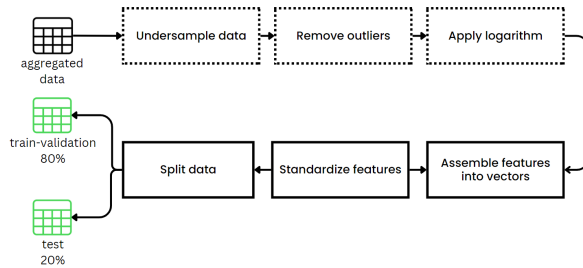 Undersample data
Remove outliers
Apply logarithm
aggregated
data
train-validation
80%
Split data
Standardize features
Assemble features
into vectors
test
20%